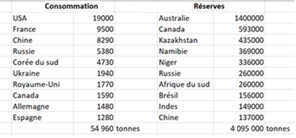 Consommation Réserves
USA 19000 Australie 1400000
France 9500 Canada 593000
Chine 8290 Kazakhstan 435000
Russie 5380 Namibie 369000
Corée du sud 4730 Niger 336000
Ukraine 1940 Russie 260000
Royaume-Uni 1770 Afrique du sud 260000
Canada 1590 Brésil 156000
Allemagne 1480 Indes 149000
Espagne 1280 Chine 137000
54 960 tonnes 4 095 000 tonnes